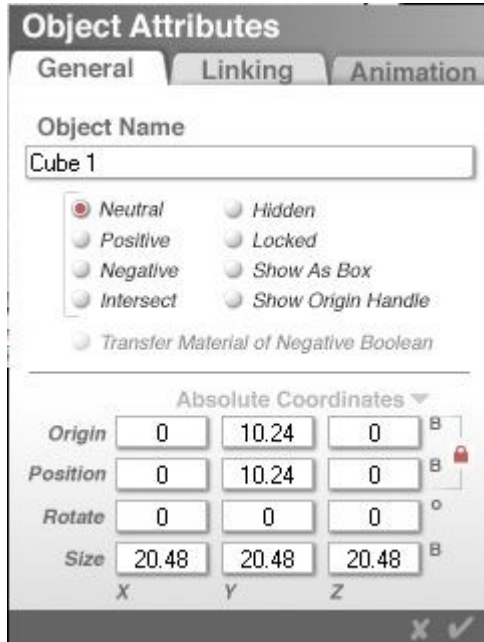 Object Attributes
General Linking Animation
Object Name
Cube 1
Neutral Hidden
Positive Locked
Negative Show As Box
Intersect Show Origin Handle
Transfer Material of Negative Boolean
Absolute Coordinates
Origin 0 10.24 0 B
Position 0 10.24 0 B
Rotate 0 0 0 o
Size 20.48 20.48 20.48 B
X Y Z